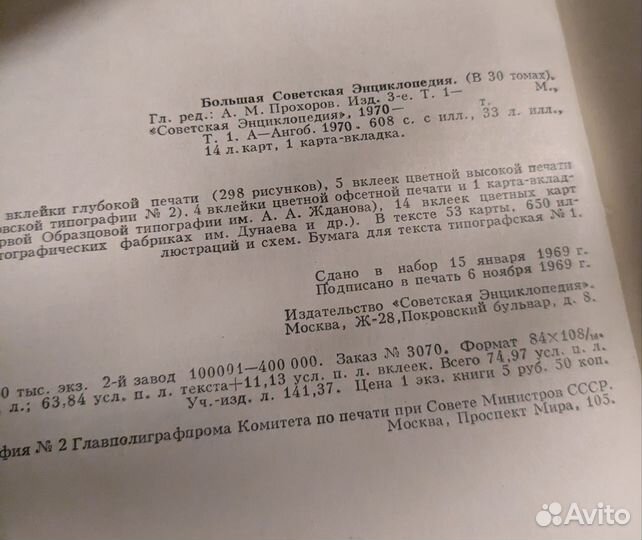 Большая Советская Энциклопедия. (В 30 томах).
Гл. ред.: А. М. Прохоров. Изд. 3-е. Т. 1— М.,
«Советская Энциклопедия», 1970— т.
Т. 1. А—Ангоб. 1970. 608 с. с илл., 33 л. илл.,
14 л. карт, 1 карта-вкладка.
вклейки глубокой печати (298 рисунков), 5 вклеек цветной высокой печати
овской типографии № 2). 4 вклейки цветной офсетной печати и 1 карта-вклад-
рвой Образцовой типографии им. А. А. Жданова), 14 вклеек цветных карт
тографических фабриках им. Дунаева и др.). В тексте 53 карты, 650 ил-
люстраций и схем. Бумага для текста типографская № 1.
Сдано в набор 15 января 1969 г.
Подписано в печать 6 ноября 1969 г.
Издательство «Советская Энциклопедия».
Москва, Ж-28, Покровский бульвар, д. 8.
0 тыс. экз. 2-й завод 100001—400 000. Заказ № 3070. Формат 84×108/
л.; 63,84 усл. п. л. текста+11,13 усл. п. л. вклеек. Всего 74,97 усл. п. л.
Уч.-изд. л. 141,37. Цена 1 экз. книги 5 руб. 50 коп.
фия № 2 Главполиграфпрома Комитета по печати при Совете Министров СССР.
Москва, Проспект Мира, 105.
Avito